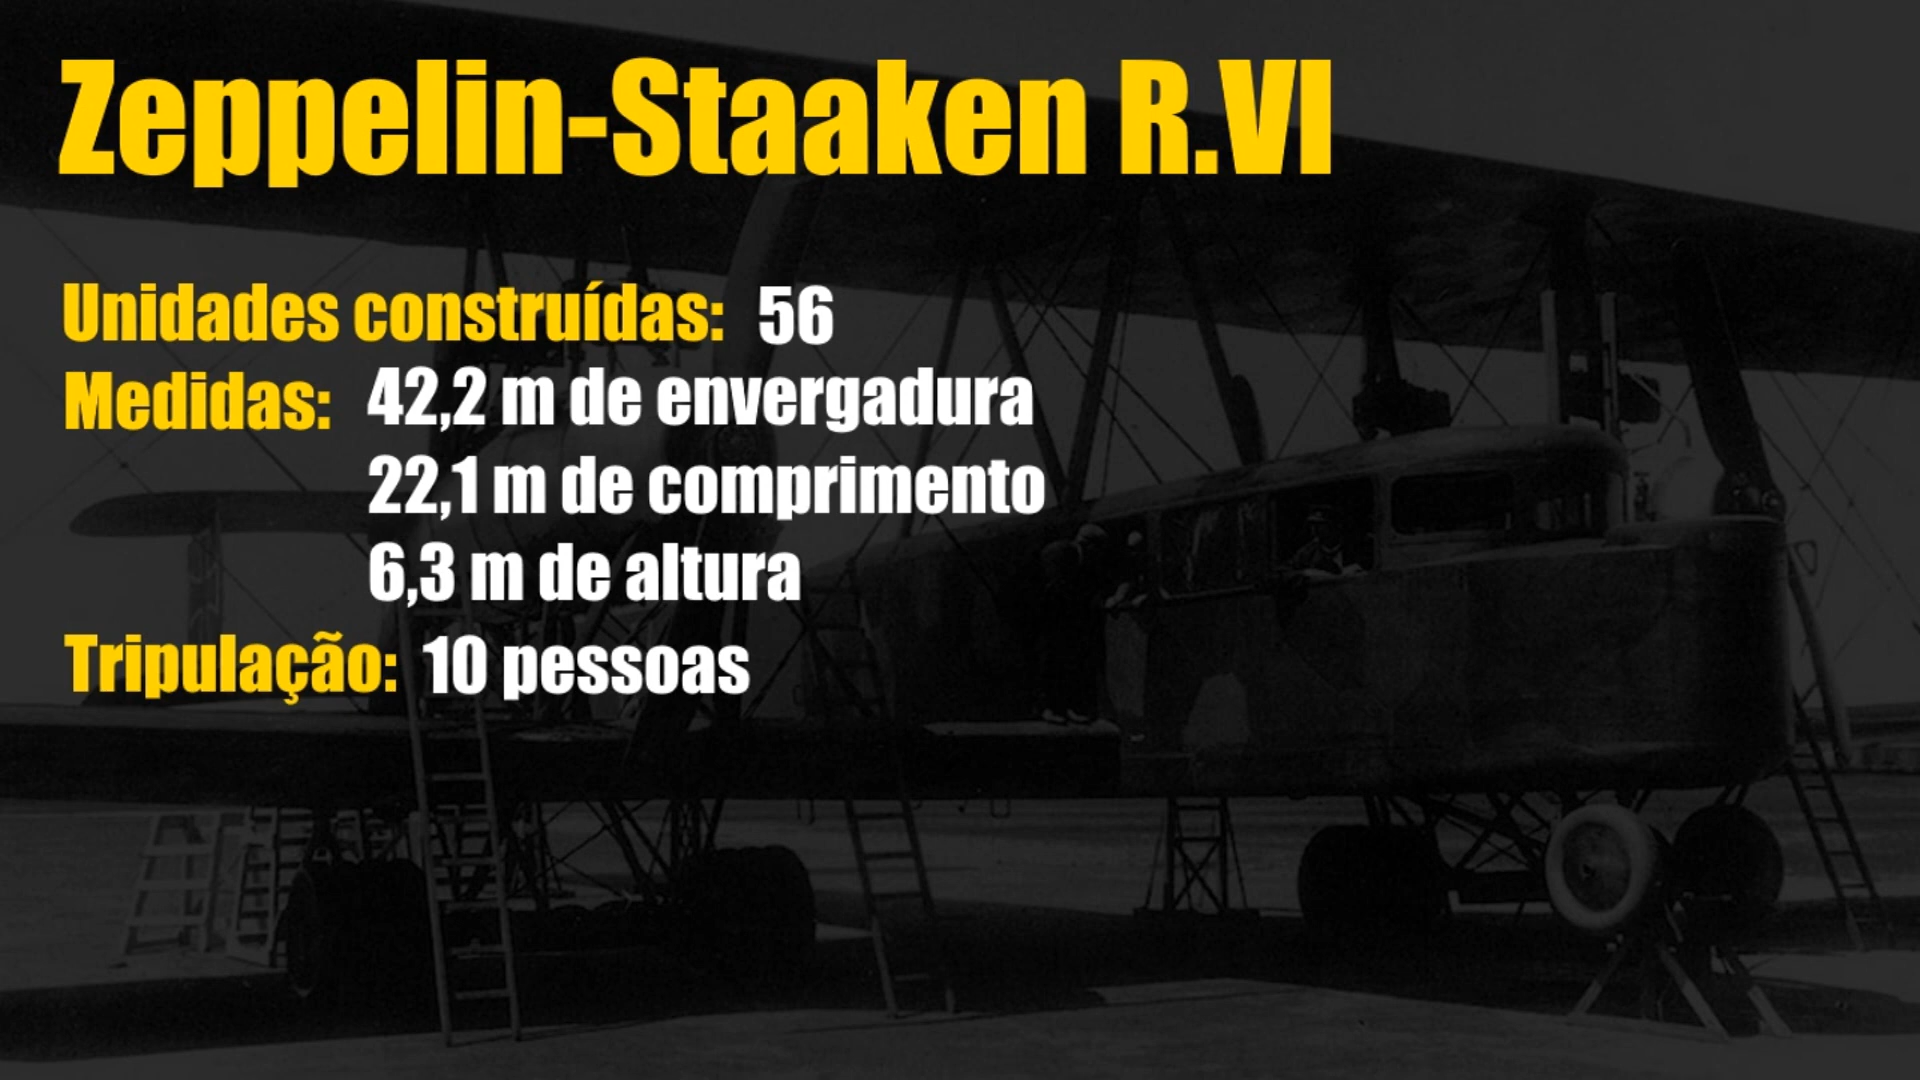 Zeppelin-Staaken R.VI
Unidades construídas: 56
Medidas: 42,2 m de envergadura
22,1 m de comprimento
6,3 m de altura
Tripulação: 10 pessoas